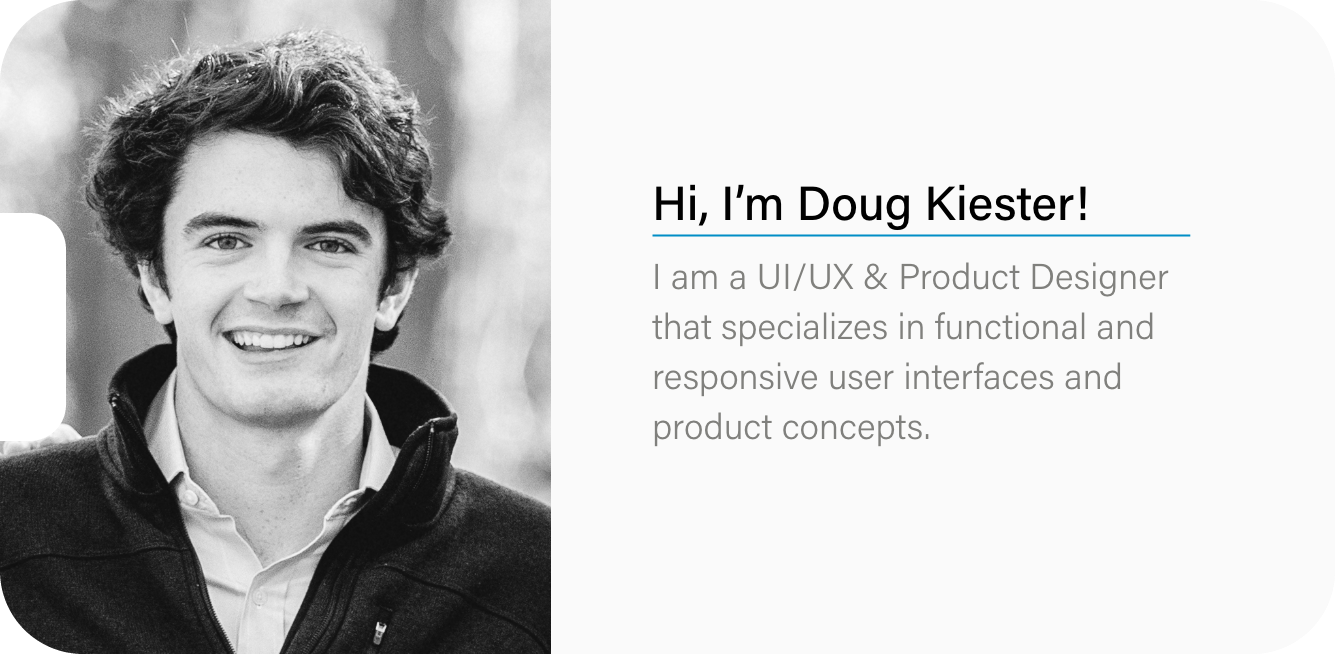 Hi, I’m Doug Kiester!
I am a UI/UX & Product Designer
that specializes in functional and
responsive user interfaces and
product concepts.